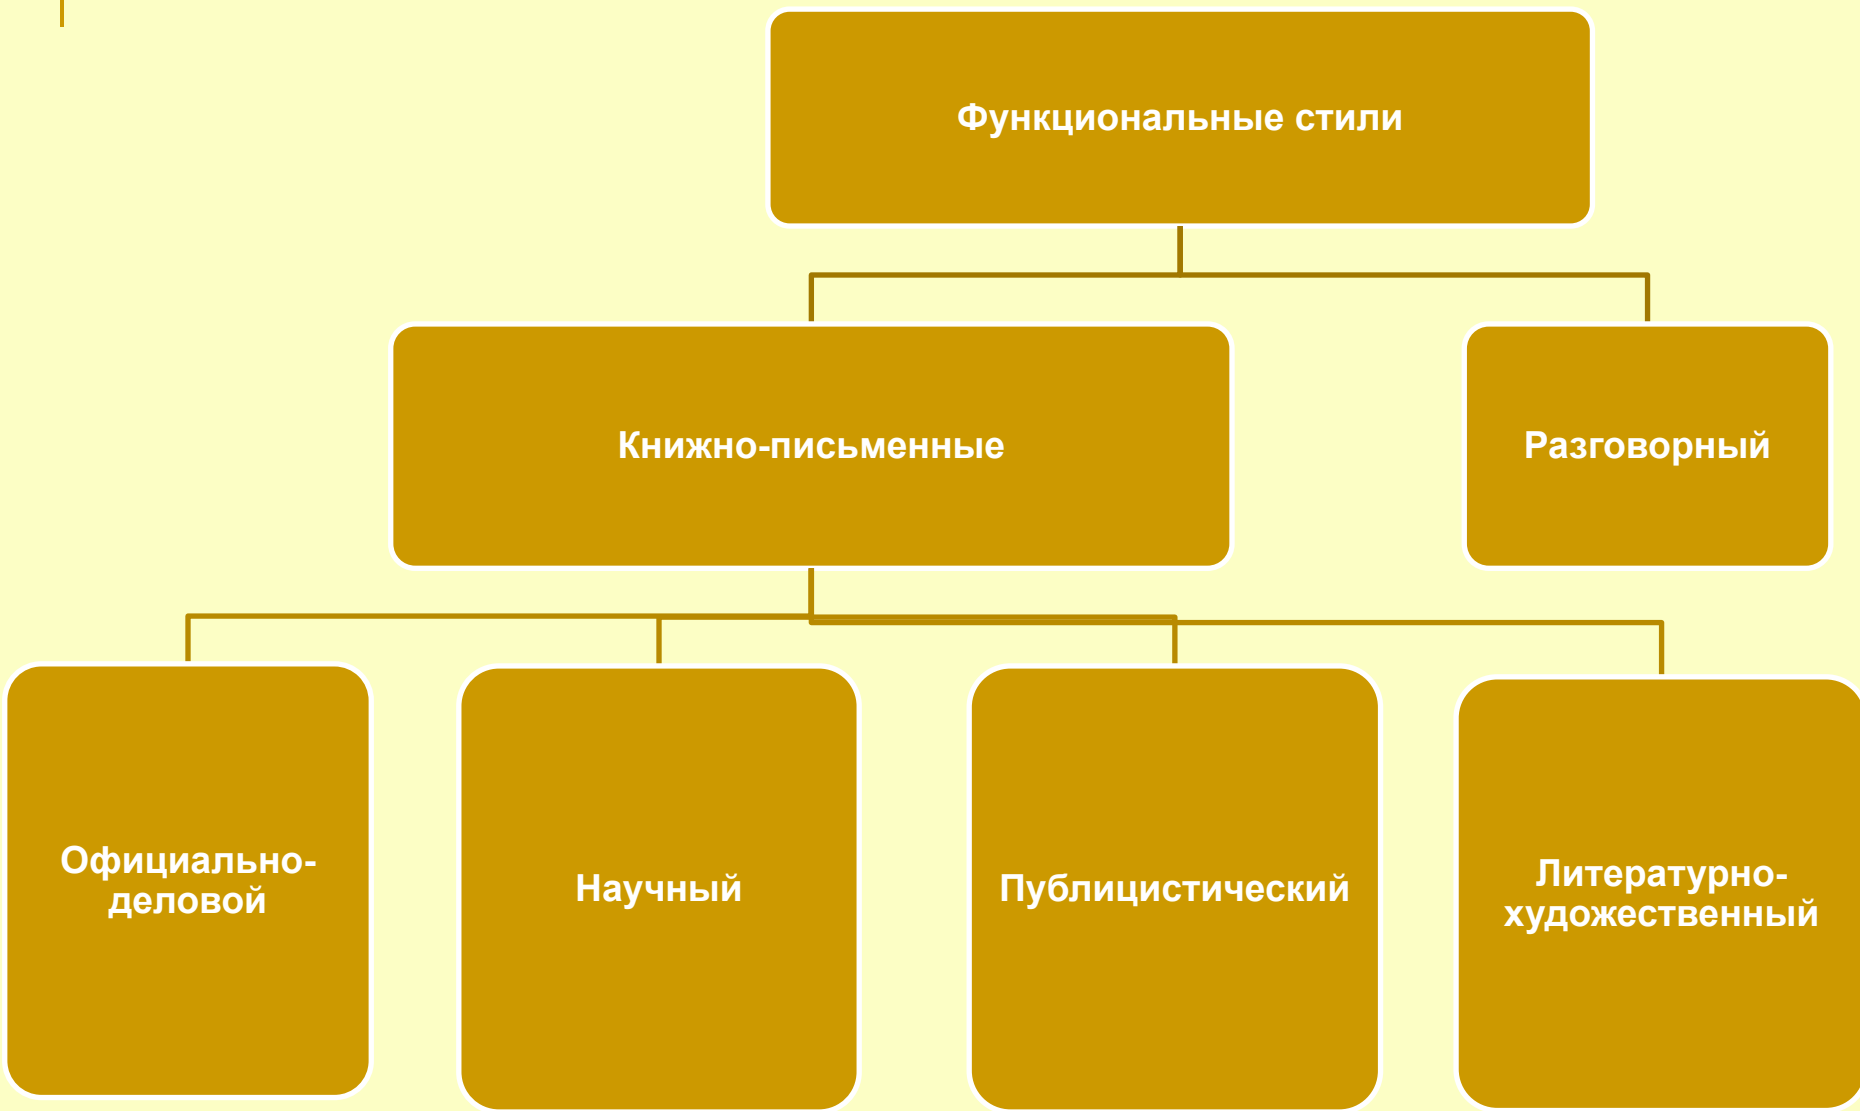 Функциональные стили
Книжно-письменные
Разговорный
Официально-
деловой
Научный
Публицистический
Литературно-
художественный